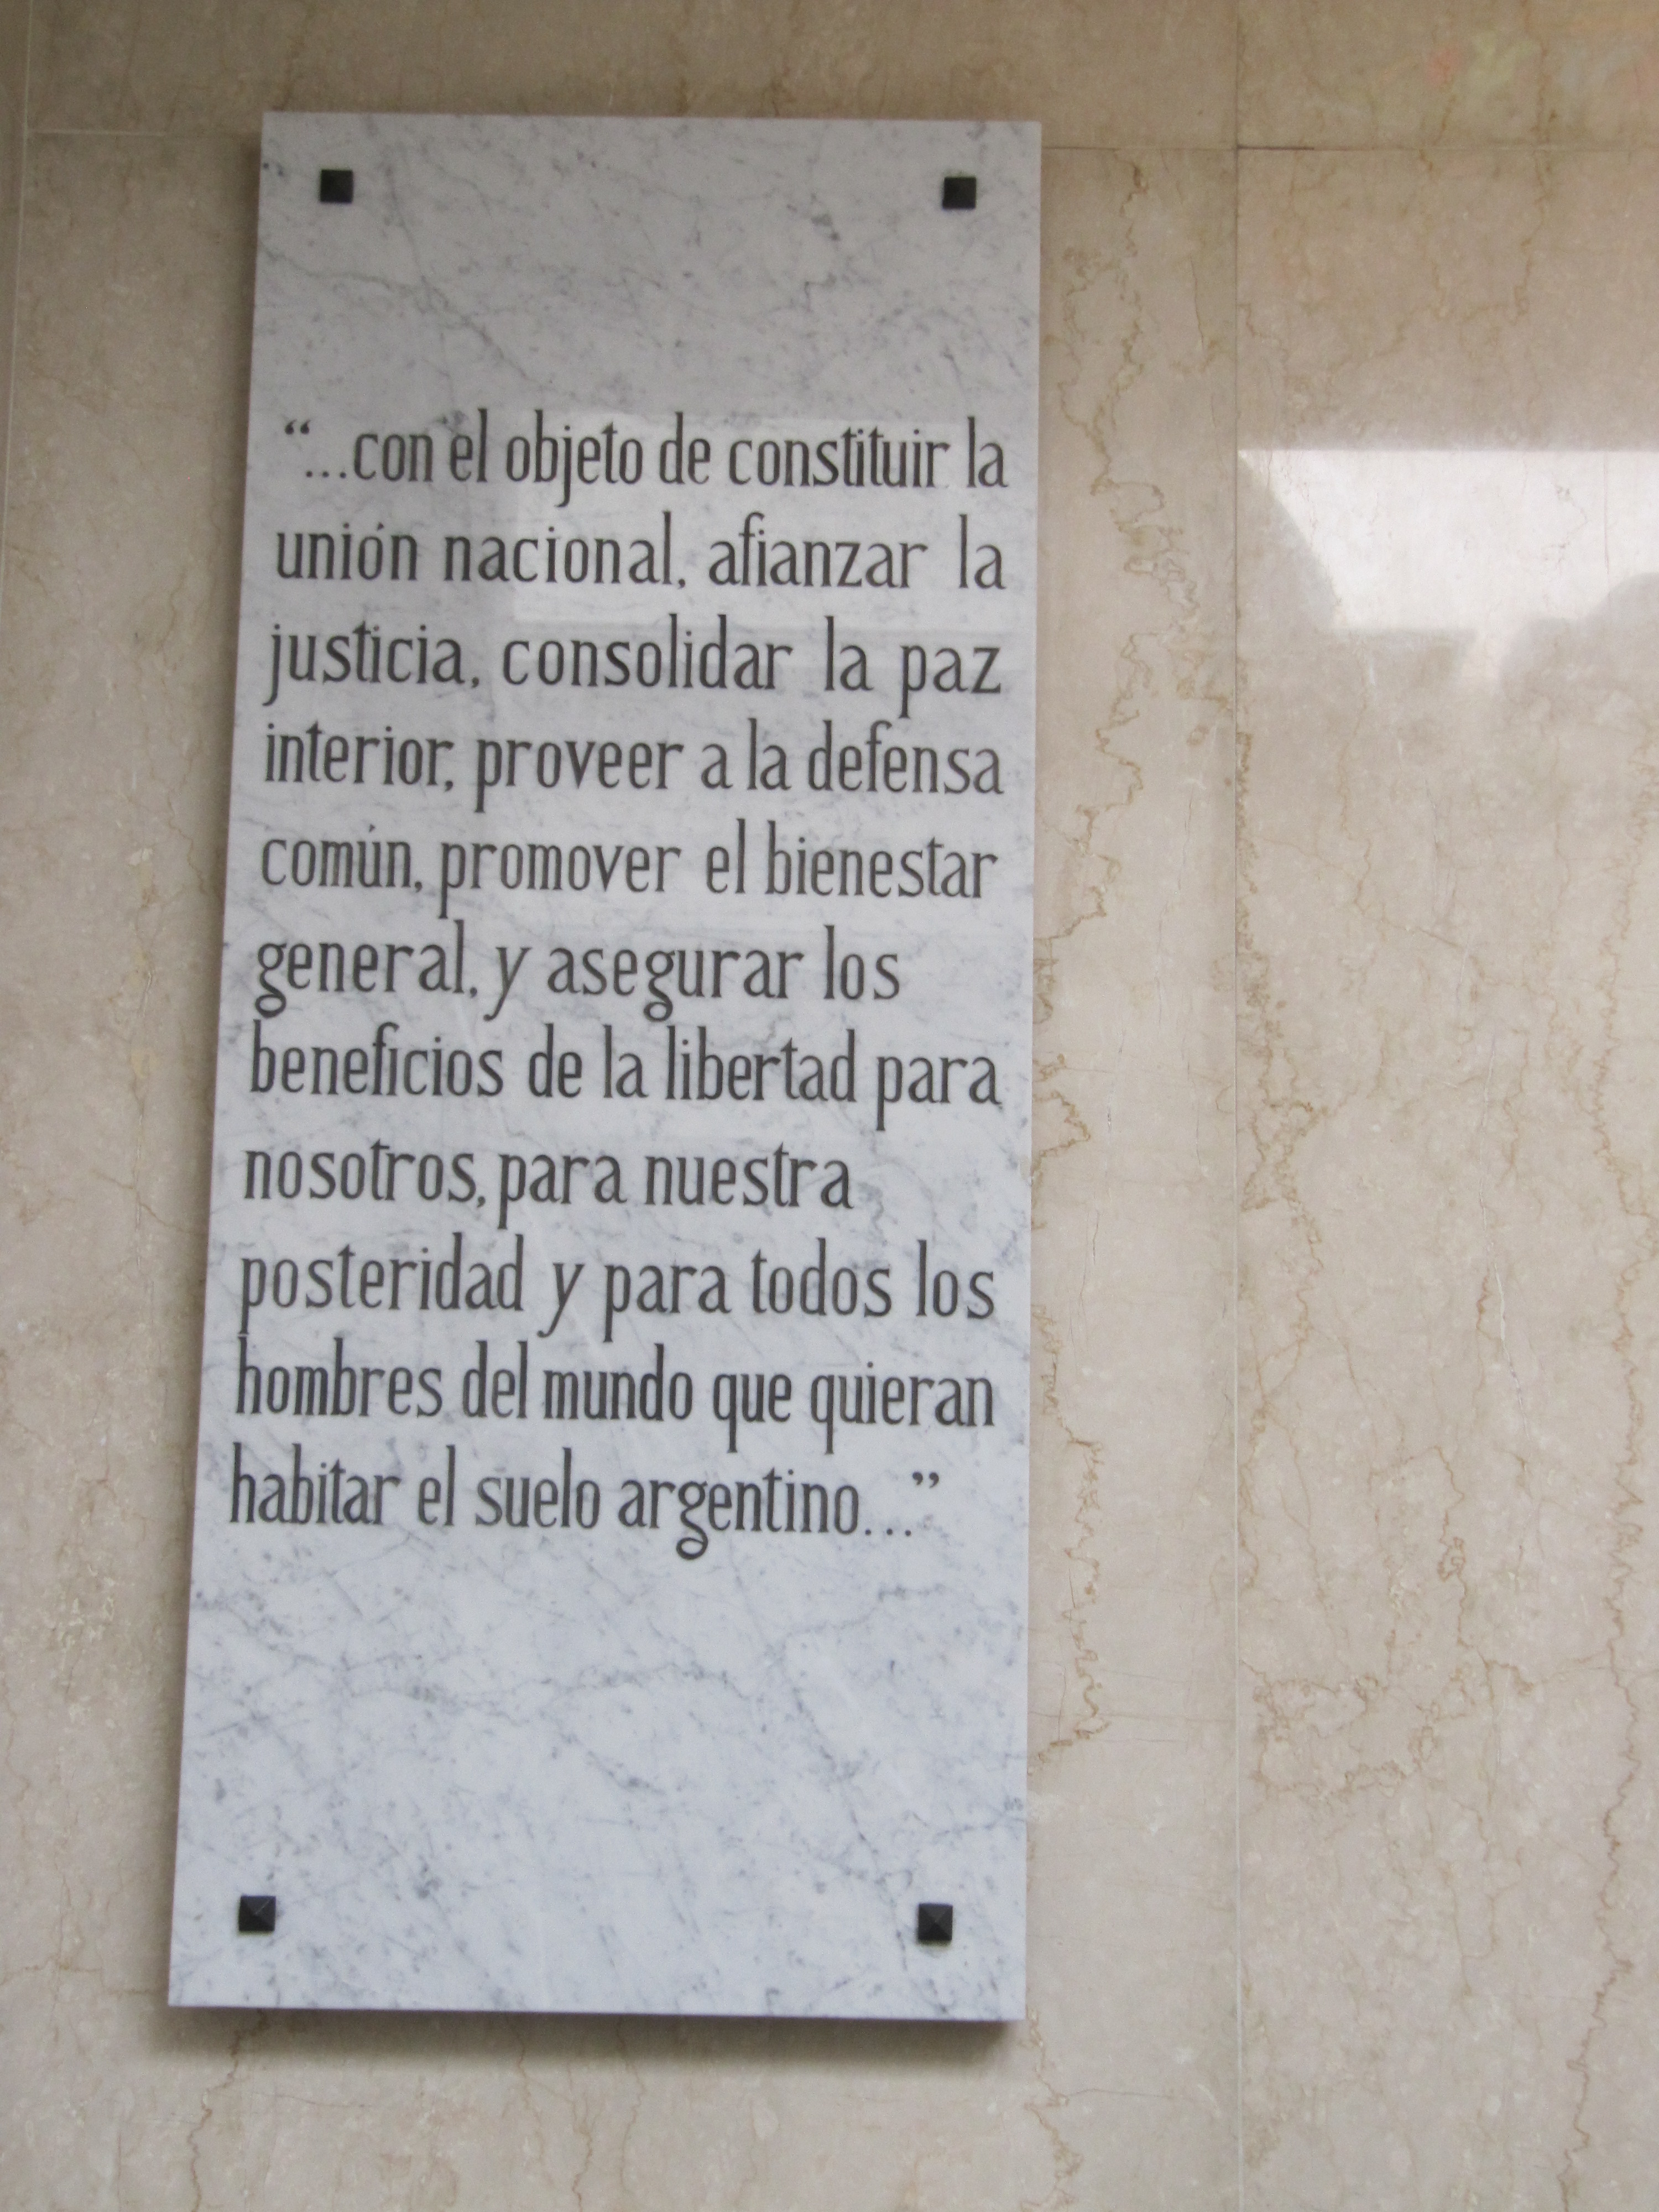 “...con el objeto de constituir la
unión nacional, afianzar la
justicia, consolidar la paz
interior, proveer a la defensa
común, promover el bienestar
general, y asegurar los
beneficios de la libertad para
nosotros, para nuestra
posteridad y para todos los
hombres del mundo que quieran
habitar el suelo argentino...”